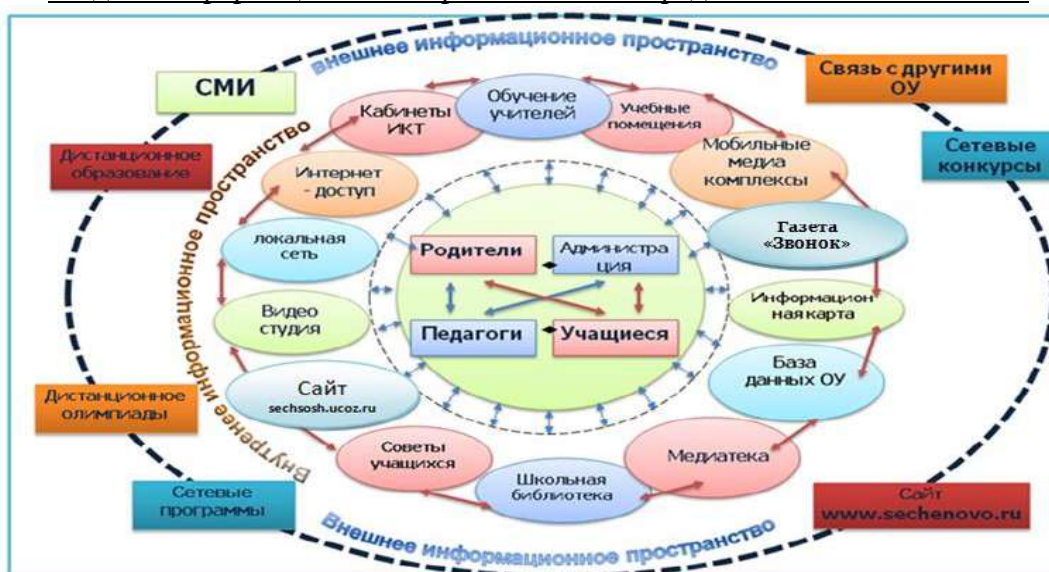 внешнее информационное пространство
СМИ
Связь с другими
ОУ
Дистанционное
образование
Сетевые
конкурсы
Внутренее информационное пространство
Кабинеты
ИКТ
Обучение
учителей
Учебные
помещения
Мобильные
медиа
комплексы
Интернет
- доступ
Газета
«Звонок»
локальная
сеть
Родители
Администра
ция
Информацион
ная карта
Видео
студия
Педагоги
Учащиеся
База
данных ОУ
Сайт
sechsosh.ucoz.ru
Дистанционное
олимпиады
Советы
учащихся
Медиатека
Школьная
библиотека
Сетевые
программы
Сайт
www.sechenovo.ru
Внешнее информационное пространство